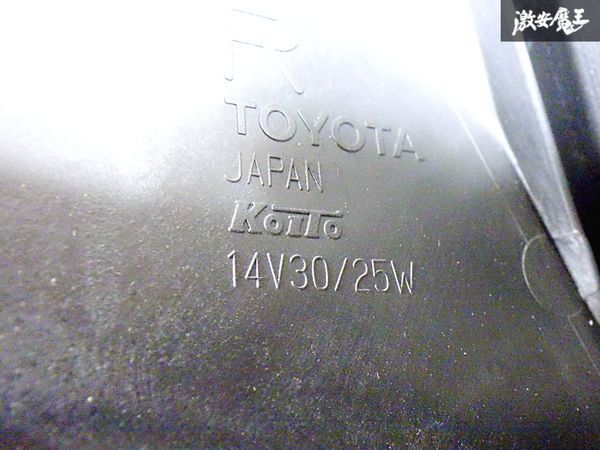 激安魔王
R
TOYOTA
JAPAN
KOITO
14V30/25W